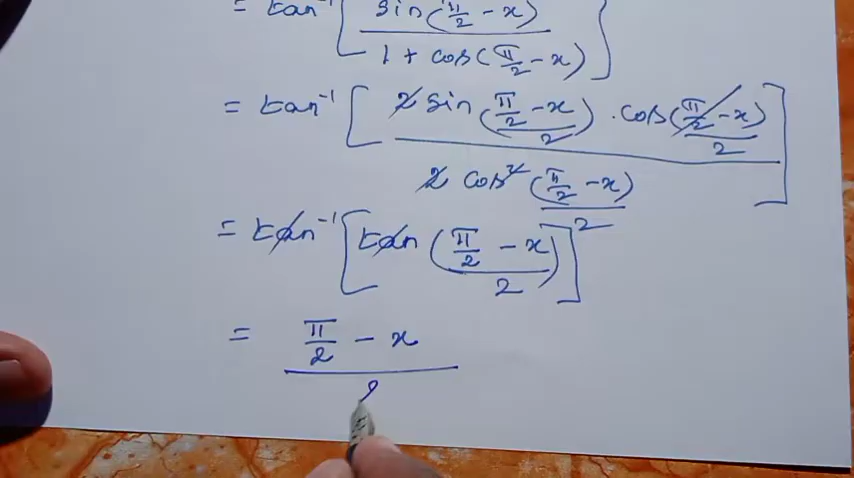 = tan⁻¹ [ sin(π/2 - x) / 1 + cos(π/2 - x) ]
= tan⁻¹ [ 2 sin (π/2 - x)/2 . cos(π/2 - x)/2 / 2 cos² (π/2 - x)/2 ]
= tan⁻¹ [ tan (π/2 - x)/2 ]
= π/2 - x / 2